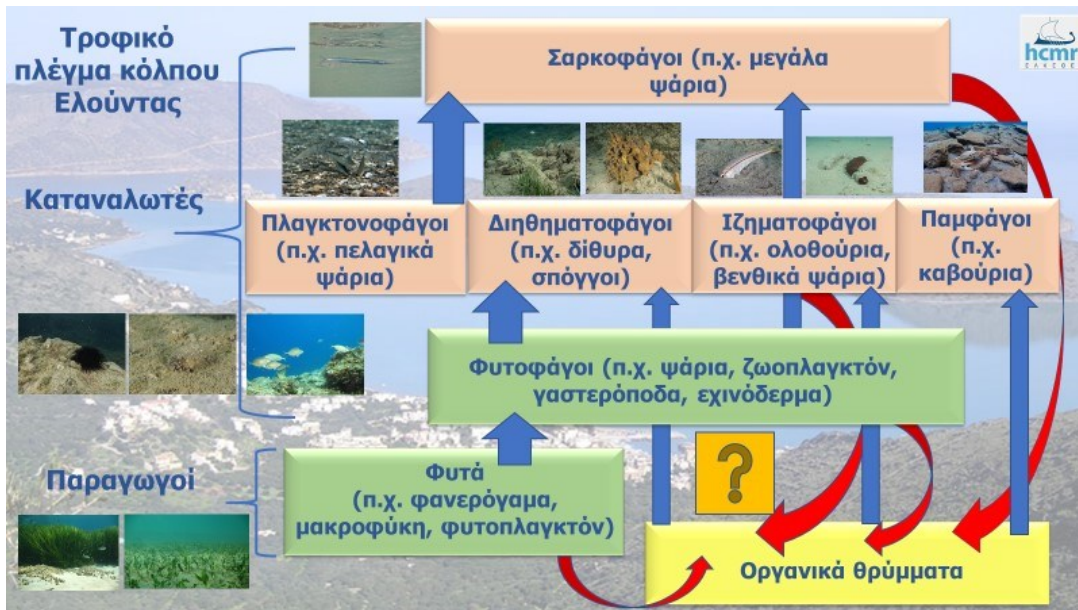 Τροφικό
πλέγμα κόλπου
Ελούντας
Σαρκοφάγοι (π.χ. μεγάλα
ψάρια)
hcmr
ΕΛΚΕΘΕ
Καταναλωτές
Πλαγκτονοφάγοι
(π.χ. πελαγικά
ψάρια)
Διηθηματοφάγοι
(π.χ. δίθυρα,
σπόγγοι)
Ιζηματοφάγοι
(π.χ. ολοθούρια,
βενθικά ψάρια)
Παμφάγοι
(π.χ.
καβούρια)
Φυτοφάγοι (π.χ. ψάρια, ζωοπλαγκτόν,
γαστερόποδα, εχινόδερμα)
?
Παραγωγοί
Φυτά
(π.χ. φανερόγαμα,
μακροφύκη, φυτοπλαγκτόν)
Οργανικά θρύμματα